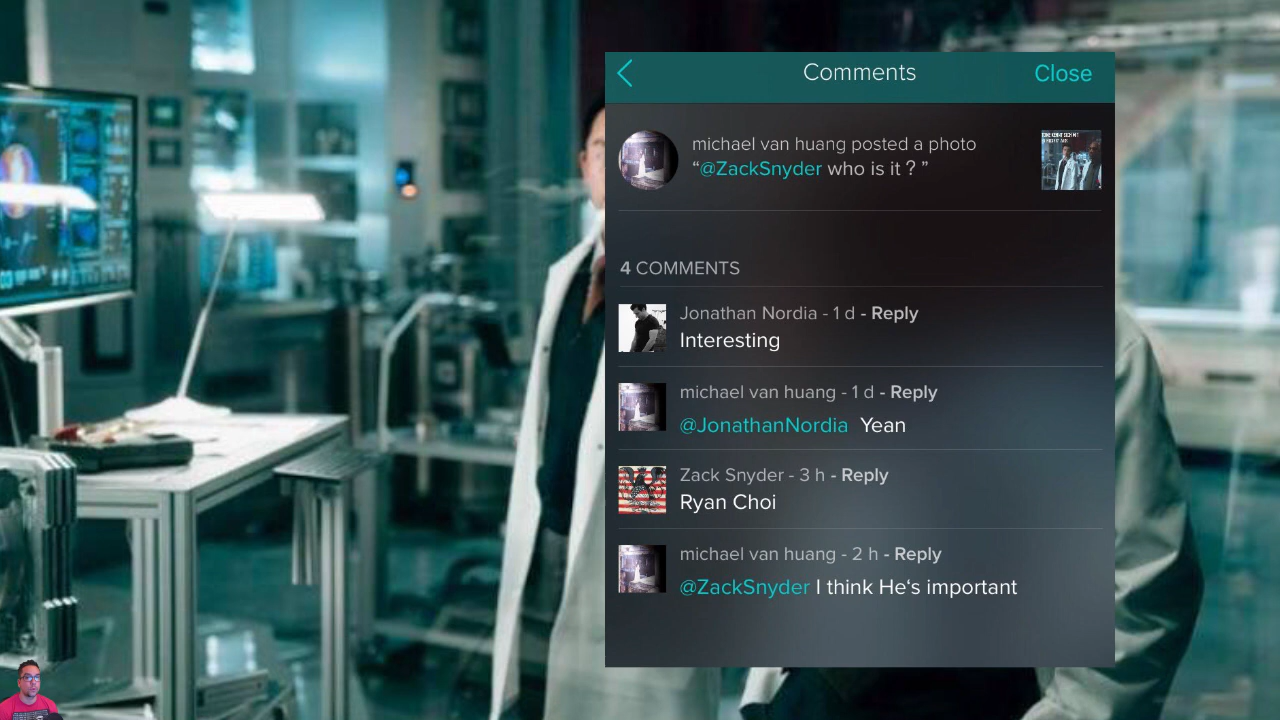 Comments
Close
michael van huang posted a photo
“@ZackSnyder who is it ? ”
4 COMMENTS
Jonathan Nordia - 1 d - Reply
Interesting
michael van huang - 1 d - Reply
@JonathanNordia Yean
Zack Snyder - 3 h - Reply
Ryan Choi
michael van huang - 2 h - Reply
@ZackSnyder I think He‘s important